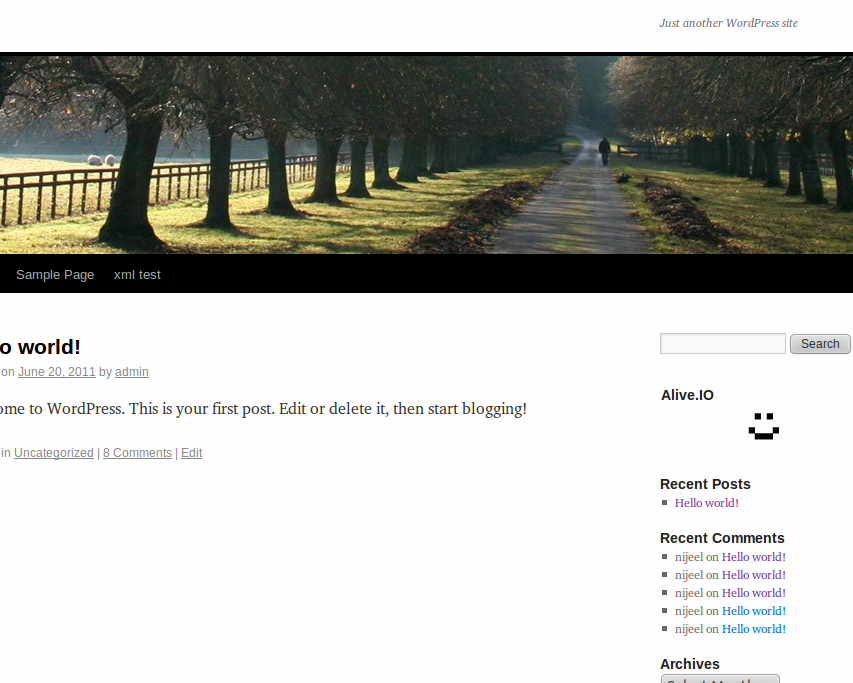 Just another WordPress site
Sample Page xml test
o world!
on June 20, 2011 by admin
ome to WordPress. This is your first post. Edit or delete it, then start blogging!
in Uncategorized | 8 Comments | Edit
Search
Alive.IO
Recent Posts
Hello world!
Recent Comments
nijeel on Hello world!
nijeel on Hello world!
nijeel on Hello world!
nijeel on Hello world!
nijeel on Hello world!
Archives